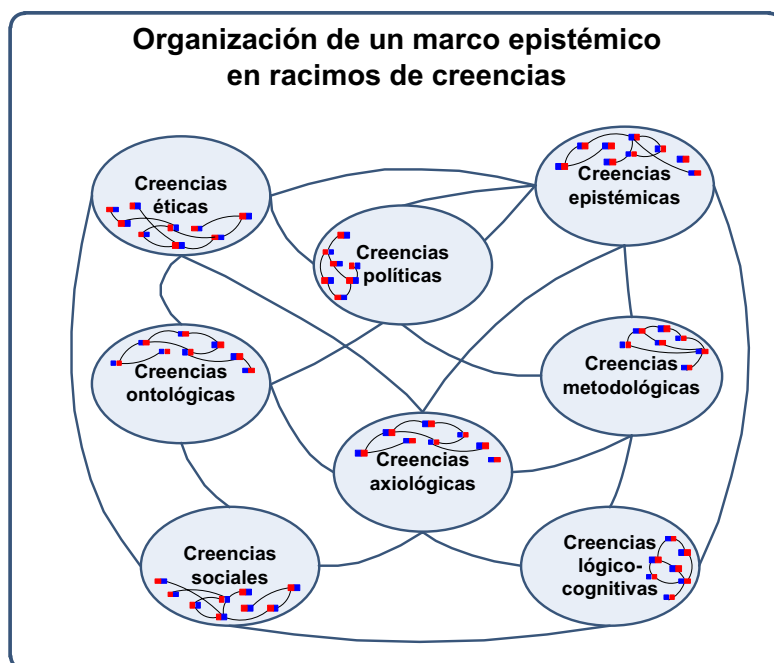 Organización de un marco epistémico
en racimos de creencias
Creencias
éticas
Creencias
epistémicas
Creencias
políticas
Creencias
ontológicas
Creencias
metodológicas
Creencias
axiológicas
Creencias
sociales
Creencias
lógico-
cognitivas